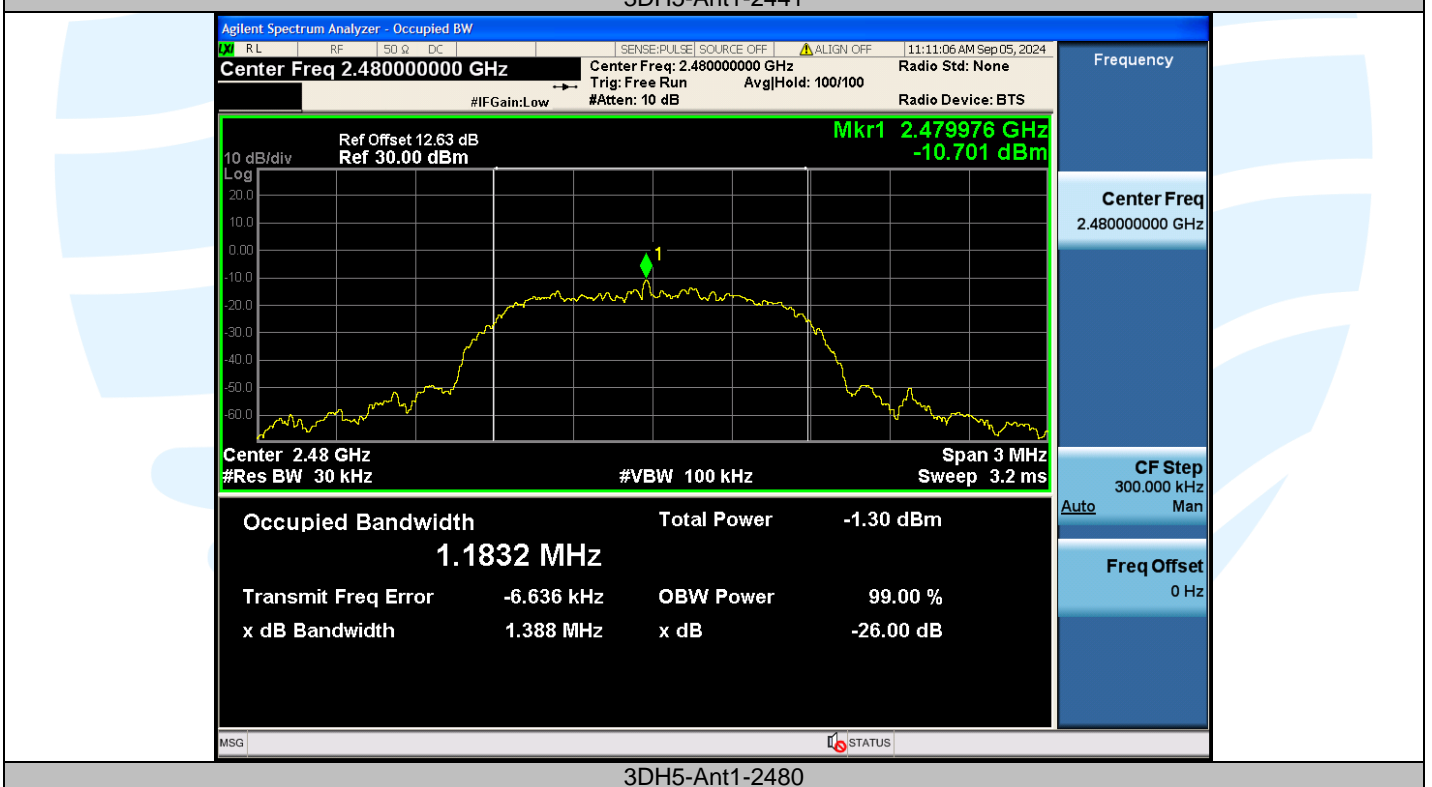 3DH5-Ant1-2441
Agilent Spectrum Analyzer - Occupied BW
LXI RL RF 50 Ω DC SENSE:PULSE SOURCE OFF ALIGN OFF 11:11:06 AM Sep 05, 2024
Center Freq 2.480000000 GHz
Center Freq: 2.480000000 GHz
Radio Std: None
Trig: Free Run Avg|Hold: 100/100
#IFGain:Low
#Atten: 10 dB
Radio Device: BTS
Ref Offset 12.63 dB
Mkr1 2.479976 GHz
10 dB/div Ref 30.00 dBm
-10.701 dBm
Log
20.0
10.0
0.00
-10.0
-20.0
-30.0
-40.0
-50.0
-60.0
1
Center 2.48 GHz
Span 3 MHz
#Res BW 30 kHz
#VBW 100 kHz
Sweep 3.2 ms
Occupied Bandwidth
Total Power -1.30 dBm
1.1832 MHz
Transmit Freq Error -6.636 kHz
OBW Power 99.00 %
x dB Bandwidth 1.388 MHz
x dB -26.00 dB
Frequency
Center Freq
2.480000000 GHz
CF Step
300.000 kHz
Auto Man
Freq Offset
0 Hz
MSG
STATUS
3DH5-Ant1-2480